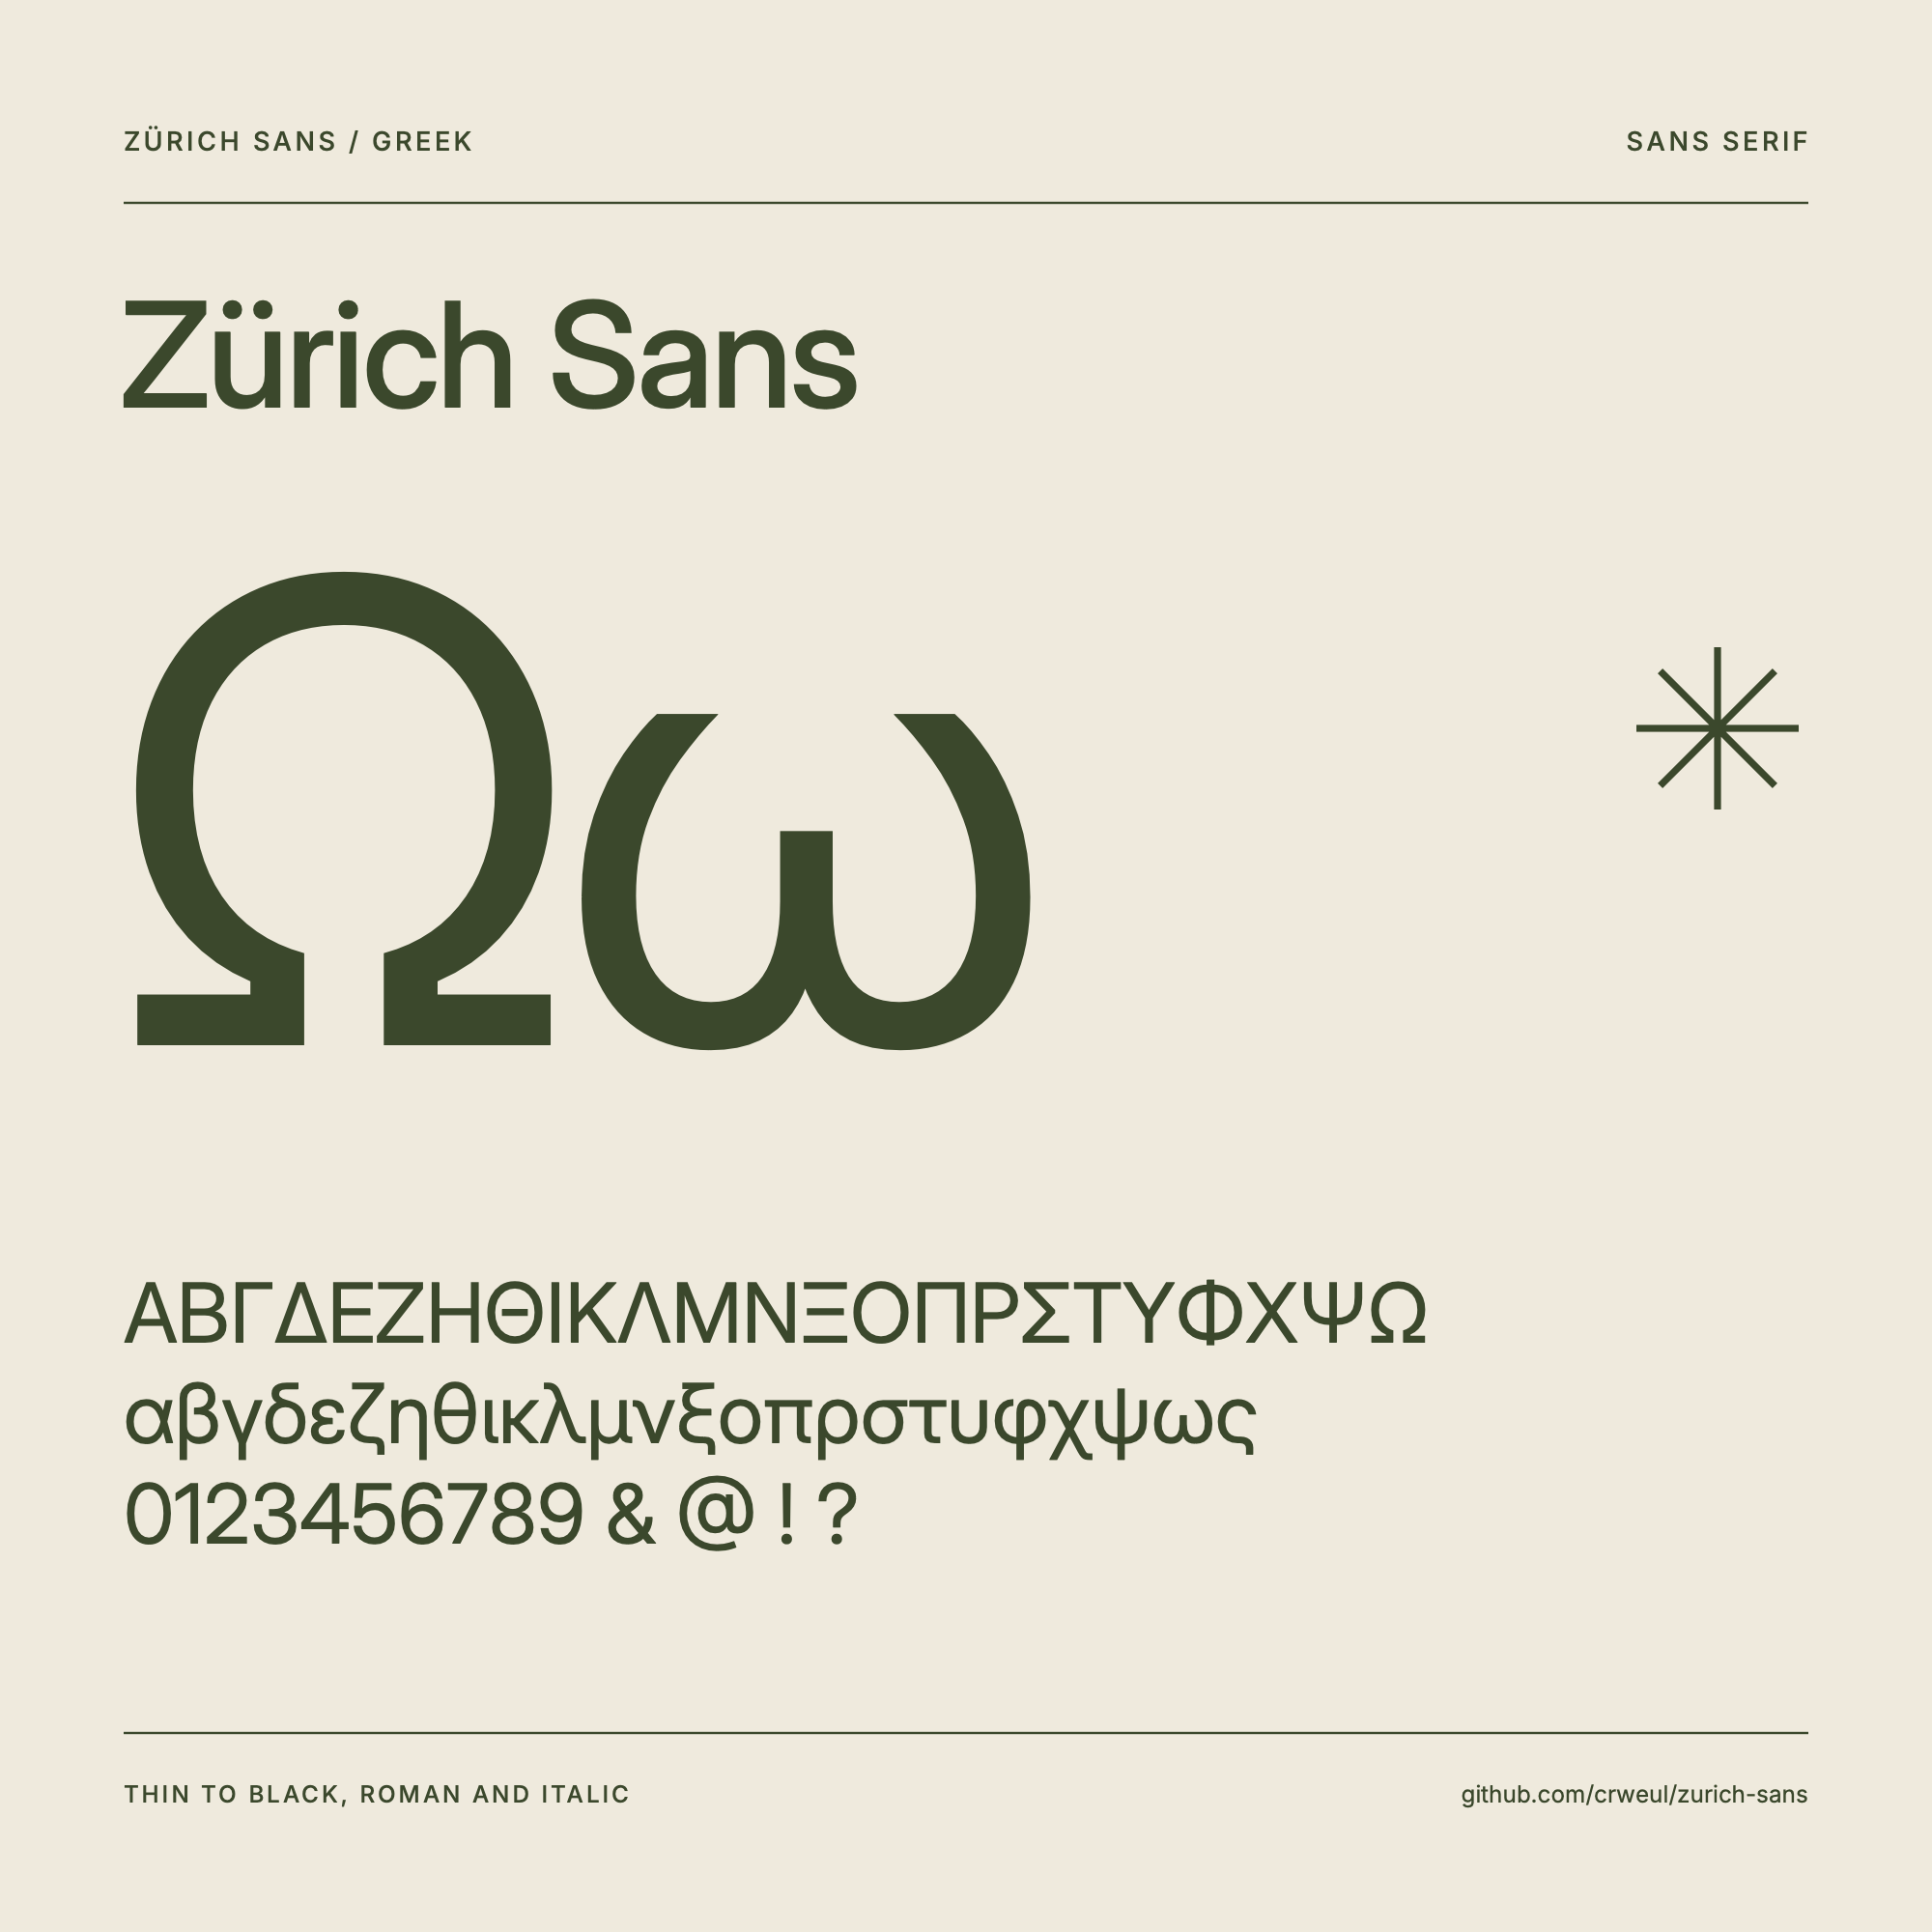 ZÜRICH SANS / GREEK
SANS SERIF
Zürich Sans
Ωω
ΑΒΓΔΕΖΗΘΙΚΛΜΝΞΟΠΡΣΤΥΦΧΨΩ
αβγδεζηθικλμνξοπρστυφχψως
0123456789 & @ ! ?
THIN TO BLACK, ROMAN AND ITALIC
github.com/crweul/zurich-sans